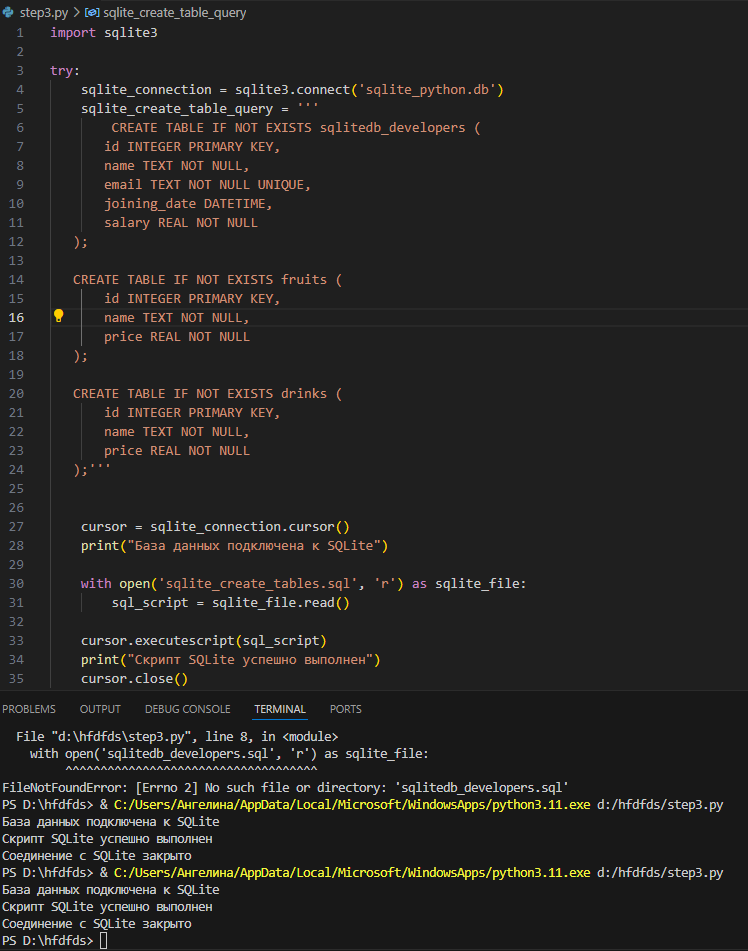 step3.py > sqlite_create_table_query
1 import sqlite3
2
3 try:
4 sqlite_connection = sqlite3.connect('sqlite_python.db')
5 sqlite_create_table_query = '''
6 CREATE TABLE IF NOT EXISTS sqlitedb_developers (
7 id INTEGER PRIMARY KEY,
8 name TEXT NOT NULL,
9 email TEXT NOT NULL UNIQUE,
10 joining_date DATETIME,
11 salary REAL NOT NULL
12 );
13
14 CREATE TABLE IF NOT EXISTS fruits (
15 id INTEGER PRIMARY KEY,
16 name TEXT NOT NULL,
17 price REAL NOT NULL
18 );
19
20 CREATE TABLE IF NOT EXISTS drinks (
21 id INTEGER PRIMARY KEY,
22 name TEXT NOT NULL,
23 price REAL NOT NULL
24 );'''
25
26
27 cursor = sqlite_connection.cursor()
28 print("База данных подключена к SQLite")
29
30 with open('sqlite_create_tables.sql', 'r') as sqlite_file:
31 sql_script = sqlite_file.read()
32
33 cursor.executescript(sql_script)
34 print("Скрипт SQLite успешно выполнен")
35 cursor.close()
PROBLEMS OUTPUT DEBUG CONSOLE TERMINAL PORTS
File "d:\hfdfds\step3.py", line 8, in <module>
with open('sqlitedb_developers.sql', 'r') as sqlite_file:
^^^^^^^^^^^^^^^^^^^^^^^^^^^^^^^^^^
FileNotFoundError: [Errno 2] No such file or directory: 'sqlitedb_developers.sql'
PS D:\hfdfds> & C:/Users/Ангелина/AppData/Local/Microsoft/WindowsApps/python3.11.exe d:/hfdfds/step3.py
База данных подключена к SQLite
Скрипт SQLite успешно выполнен
Соединение с SQLite закрыто
PS D:\hfdfds> & C:/Users/Ангелина/AppData/Local/Microsoft/WindowsApps/python3.11.exe d:/hfdfds/step3.py
База данных подключена к SQLite
Скрипт SQLite успешно выполнен
Соединение с SQLite закрыто
PS D:\hfdfds>